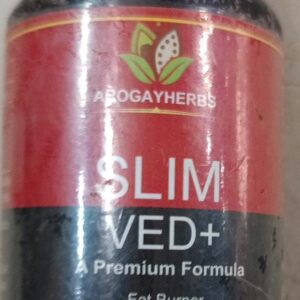 AROGAYHERBS
SLIM
VED+
A Premium Formula
Fat Burner